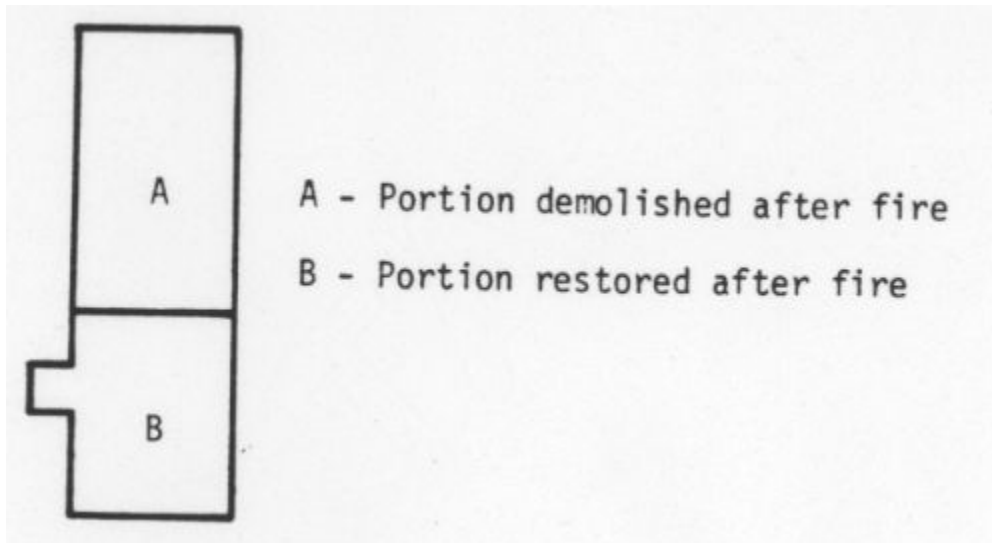 A
A - Portion demolished after fire
B - Portion restored after fire
B